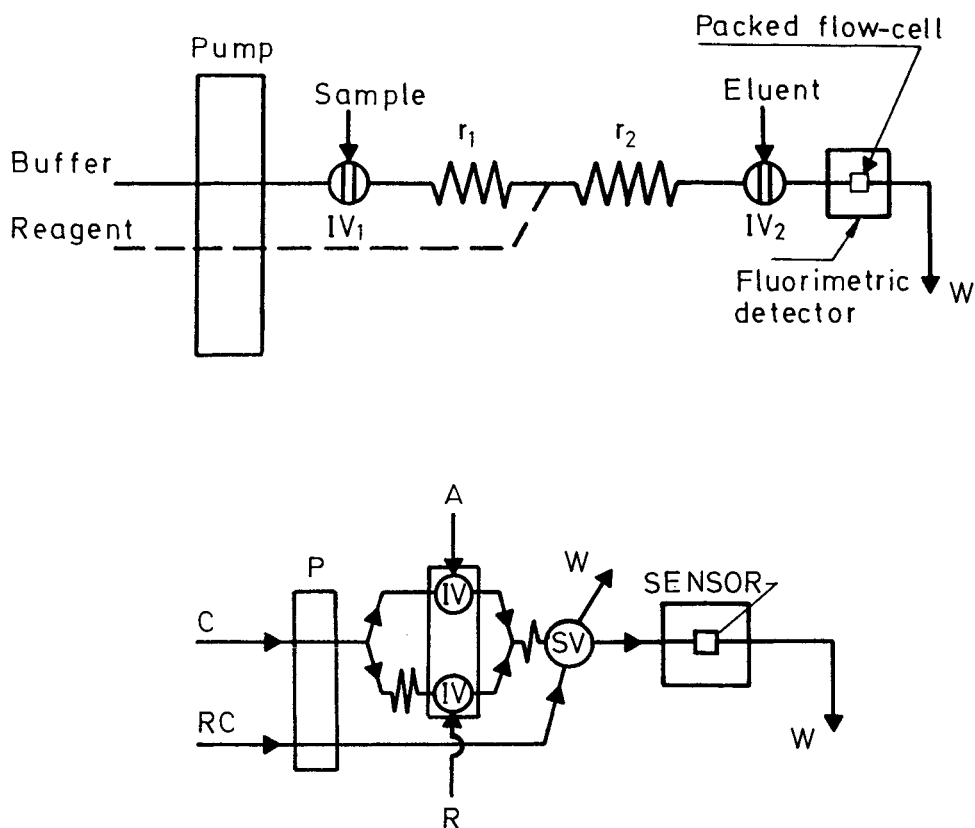 Packed flow-cell
Pump
Sample
Eluent
r1
r2
Buffer
IV1
IV2
Reagent
Fluorimetric
detector
W
A
W
P
SENSOR
C
IV
SV
IV
RC
W
R